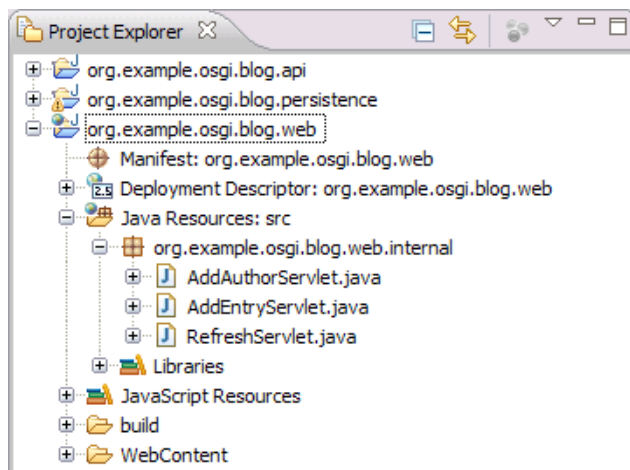 Project Explorer
org.example.osgi.blog.api
org.example.osgi.blog.persistence
org.example.osgi.blog.web
Manifest: org.example.osgi.blog.web
2.5 Deployment Descriptor: org.example.osgi.blog.web
Java Resources: src
org.example.osgi.blog.web.internal
J AddAuthorServlet.java
J AddEntryServlet.java
J RefreshServlet.java
Libraries
JavaScript Resources
build
WebContent